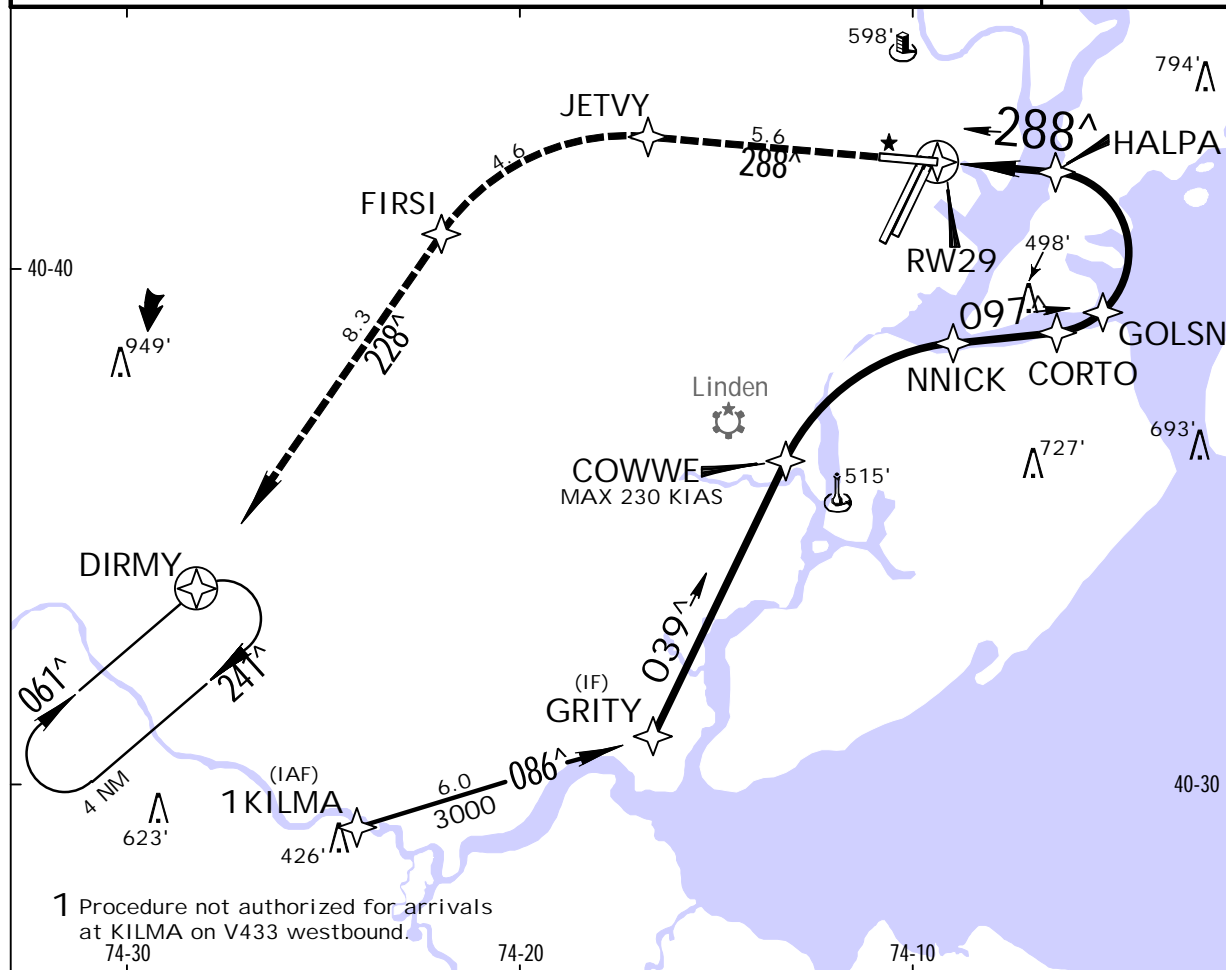 598'
794'
JETVY
5.6
288^
288^
HALPA
4.6
FIRSI
RW29
498'
40-40
8.3
228^
097^
GOLSN
949'
NNICK
CORTO
Linden
COWWE
MAX 230 KIAS
515'
727'
693'
DIRMY
061^
241^
4 NM
039^
(IF)
GRITY
(IAF)
1 KILMA
6.0
086^
3000
40-30
623'
426'
1 Procedure not authorized for arrivals
at KILMA on V433 westbound.
74-30
74-20
74-10